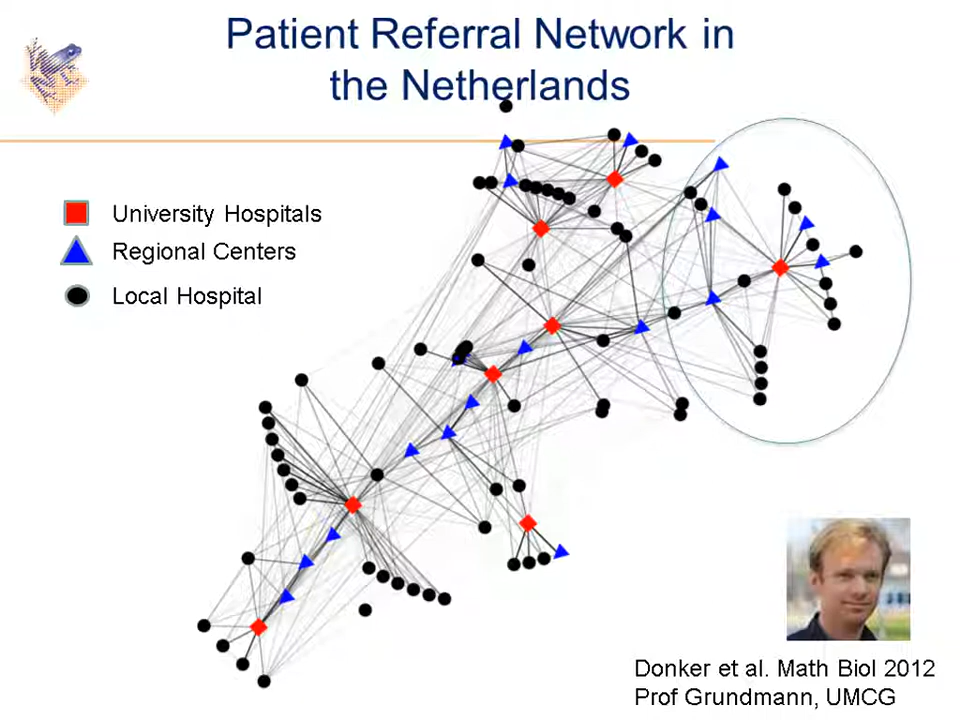 Patient Referral Network in
the Netherlands
University Hospitals
Regional Centers
Local Hospital
Donker et al. Math Biol 2012
Prof Grundmann, UMCG